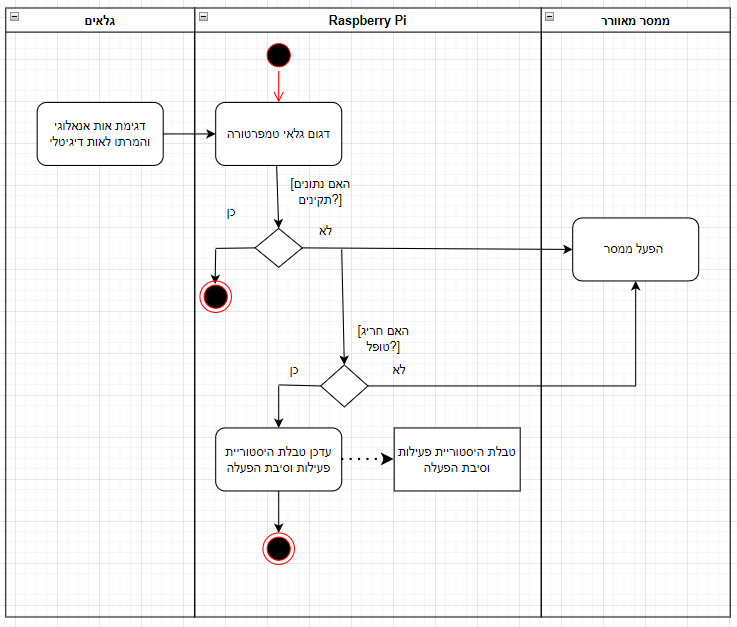 גלאים
Raspberry Pi
ממסר מאוורר
דגימת אות אנאלוגי
והמרתו לאות דיגיטלי
דגום גלאי טמפרטורה
[האם נתונים
תקינים?]
כן
לא
הפעל ממסר
[האם חריג
טופל?]
כן
לא
עדכן טבלת היסטוריית
פעילות וסיבת הפעלה
טבלת היסטוריית פעילות
וסיבת הפעלה